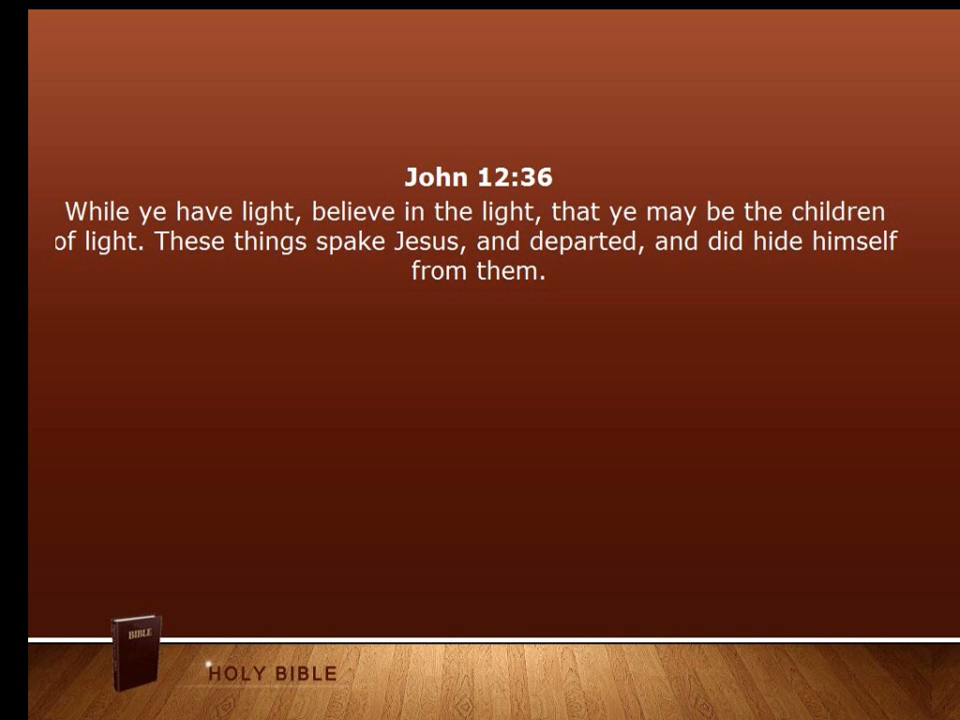 John 12:36
While ye have light, believe in the light, that ye may be the children
of light. These things spake Jesus, and departed, and did hide himself
from them.
BIBLE
HOLY BIBLE